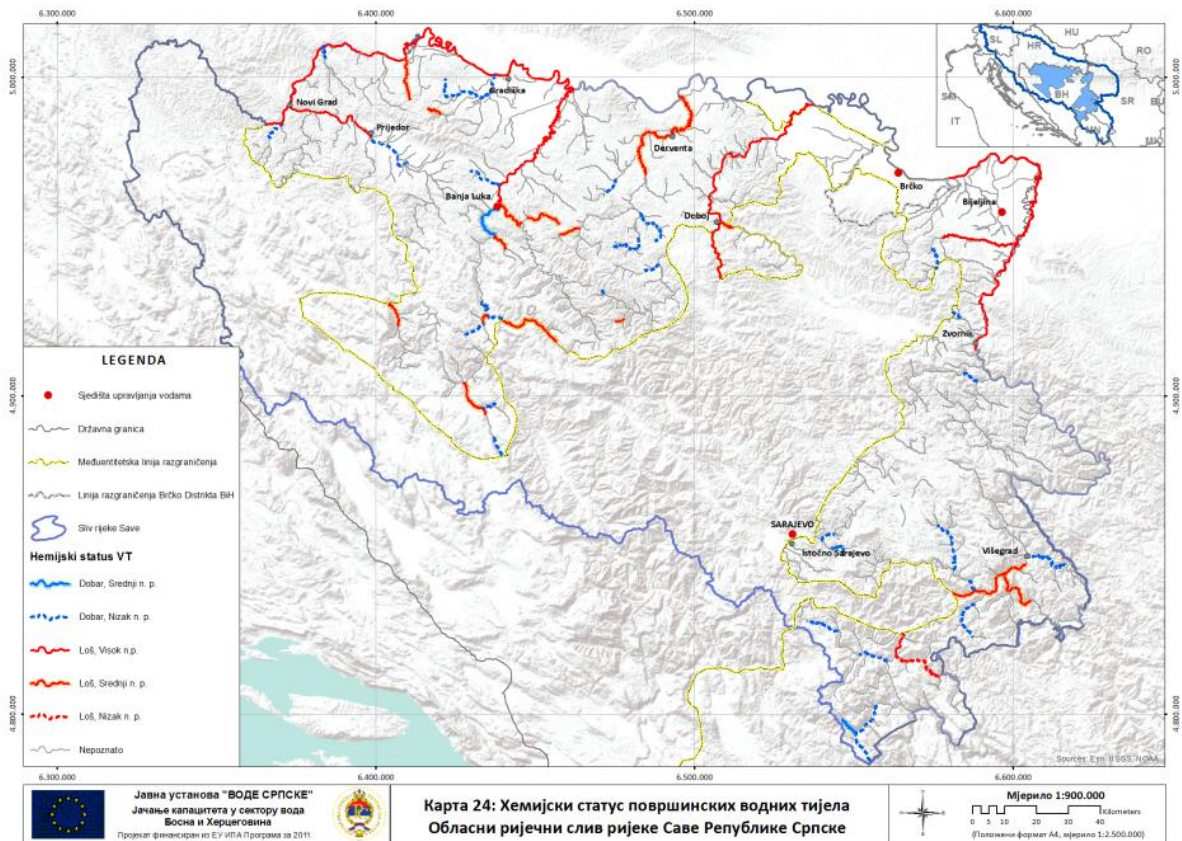 6.300.000
6.400.000
6.500.000
6.600.000
5.000.000
4.900.000
4.800.000
5.000.000
4.900.000
4.800.000
SL
HR
HU
RO
BH
SR
BU
MN
MK
IT
SM
Novi Grad
Gradiška
Prijedor
Derventa
Banja Luka
Doboj
Brčko
Bijeljina
Zvornik
SARAJEVO
Istočno Sarajevo
Višegrad
LEGENDA
Sjedišta upravljanja vodama
Državna granica
Međuentitetska linija razgraničenja
Linija razgraničenja Brčko Distrikta BiH
Sliv rijeke Save
Hemijski status VT
Dobar, Srednji n. p.
Dobar, Nizak n. p.
Loš, Visok n.p.
Loš, Srednji n. p.
Loš, Nizak n. p.
Nepoznato
Sources: Esri, USGS, NOAA
6.300.000
6.400.000
6.500.000
6.600.000
Јавна установа "ВОДЕ СРПСКЕ"
Јачање капацитета у сектору вода
Босна и Херцеговина
Пројекат финансиран из ЕУ ИПА Програма за 2011.
Карта 24: Хемијски статус површинских водних тијела
Обласни ријечни слив ријеке Саве Републике Српске
Мјерило 1:900.000
Kilometers
0 5 10 20 30 40
(Положени формат А4, мјерило 1:2.500.000)